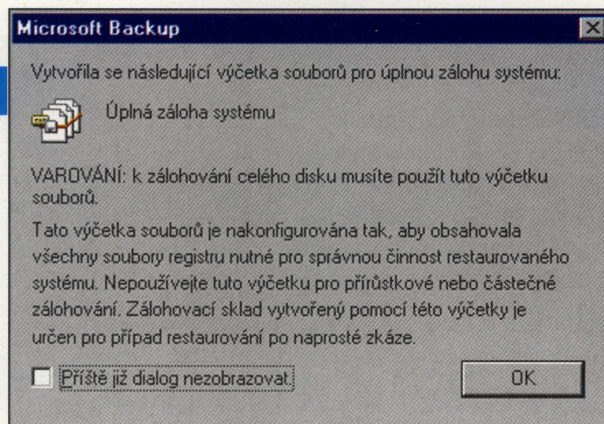 Microsoft Backup
Vytvořila se následující výčetka souborů pro úplnou zálohu systému:
Úplná záloha systému
VAROVÁNÍ: k zálohování celého disku musíte použít tuto výčetku
souborů.
Tato výčetka souborů je nakonfigurována tak, aby obsahovala
všechny soubory registru nutné pro správnou činnost restaurovaného
systému. Nepoužívejte tuto výčetku pro přírůstkové nebo částečné
zálohování. Zálohovací sklad vytvořený pomocí této výčetky je
určen pro případ restaurování po naprosté zkáze.
Příště již dialog nezobrazovat.
OK